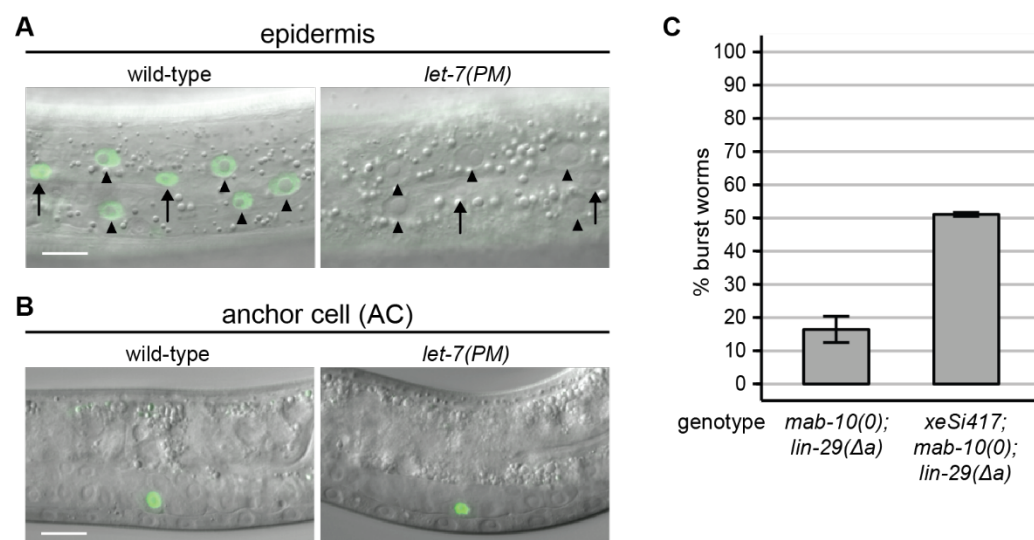 A
epidermis
wild-type
let-7(PM)
B
anchor cell (AC)
wild-type
let-7(PM)
C
% burst worms
100
90
80
70
60
50
40
30
20
10
0
genotype
mab-10(0);
lin-29(Δa)
xeSi417;
mab-10(0);
lin-29(Δa)